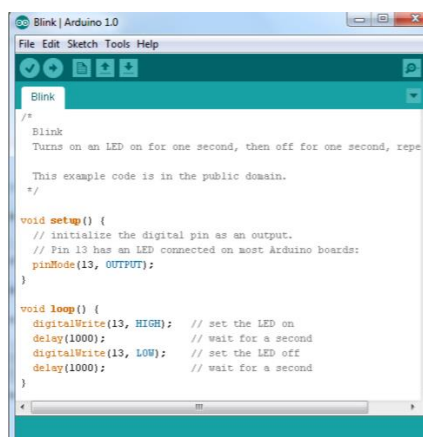 Blink | Arduino 1.0
File Edit Sketch Tools Help
Blink
/*
  Blink
  Turns on an LED on for one second, then off for one second, repe

  This example code is in the public domain.
 */

void setup() {
  // initialize the digital pin as an output.
  // Pin 13 has an LED connected on most Arduino boards:
  pinMode(13, OUTPUT);
}

void loop() {
  digitalWrite(13, HIGH);   // set the LED on
  delay(1000);              // wait for a second
  digitalWrite(13, LOW);    // set the LED off
  delay(1000);              // wait for a second
}